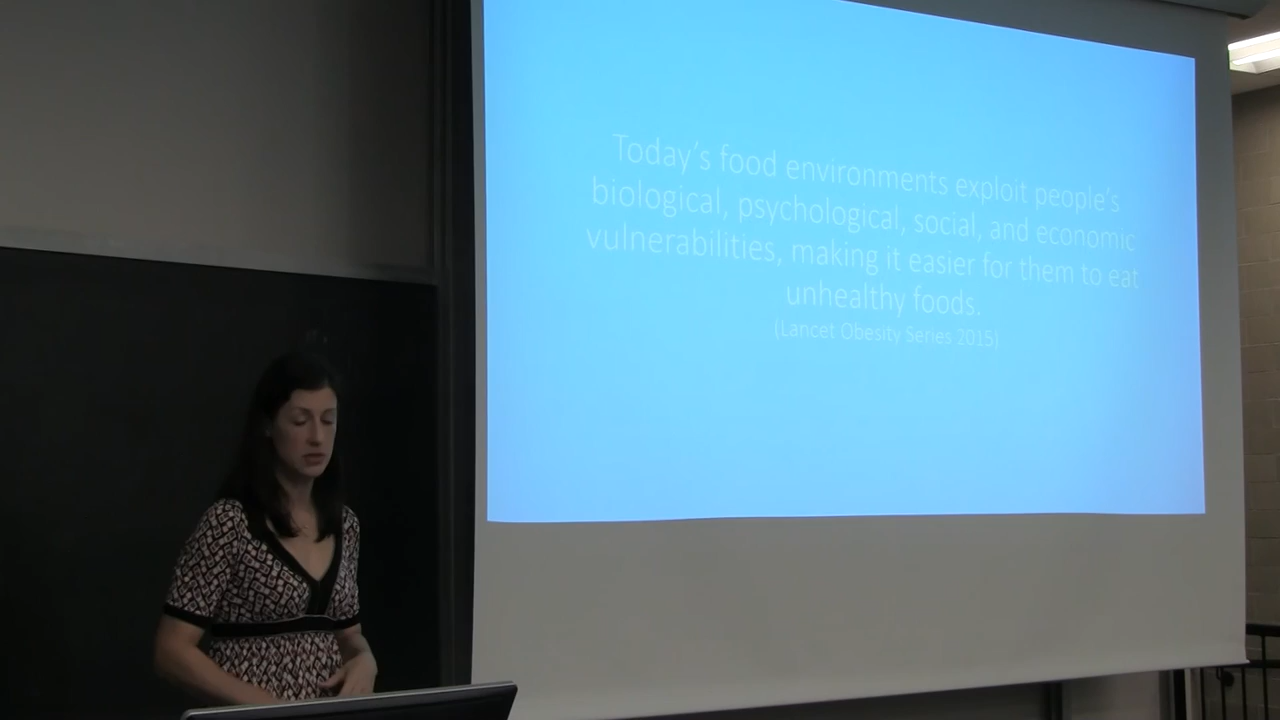 Today's food environments exploit people's
biological, psychological, social, and economic
vulnerabilities, making it easier for them to eat
unhealthy foods.
(Lancet Obesity Series 2015)